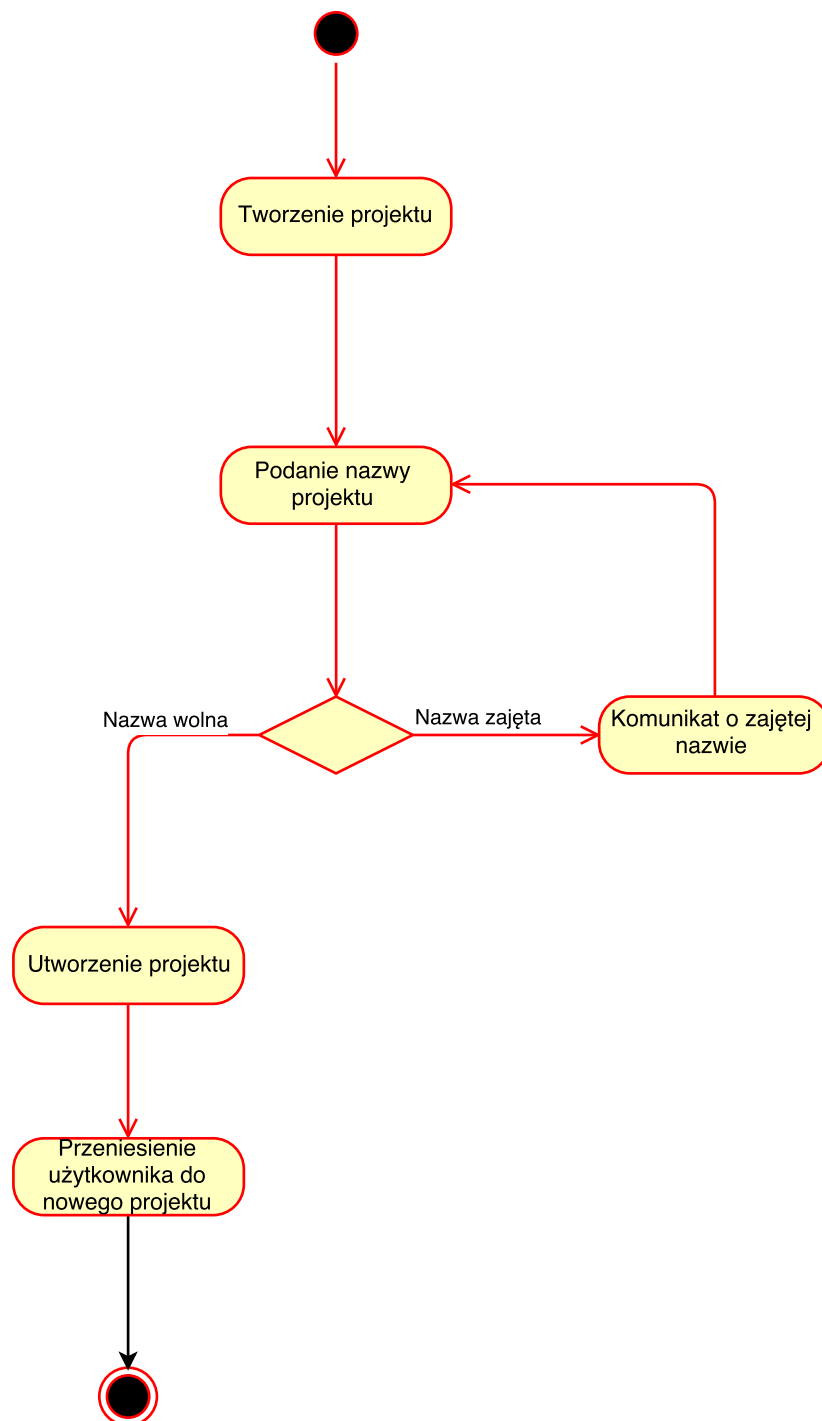 Tworzenie projektu
Podanie nazwy
projektu
Nazwa wolna
Nazwa zajęta
Komunikat o zajętej
nazwie
Utworzenie projektu
Przeniesienie
użytkownika do
nowego projektu